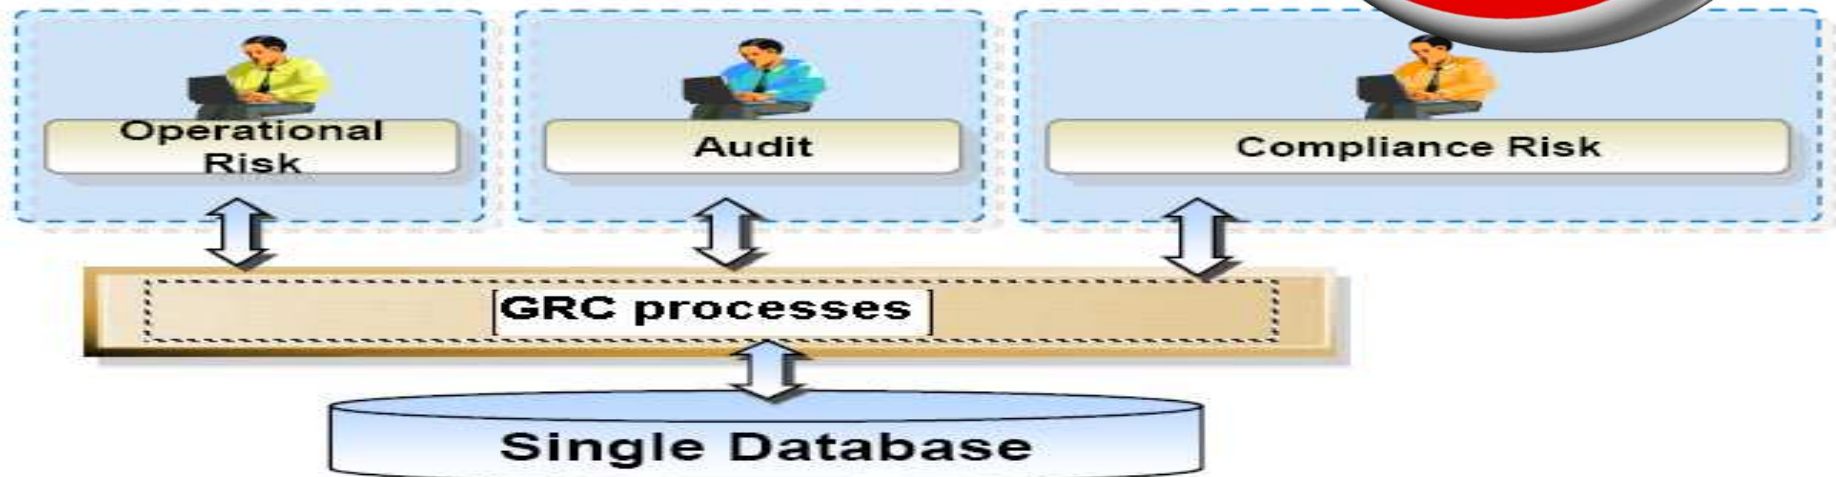 Operational
Risk
Audit
Compliance Risk
GRC processes
Single Database